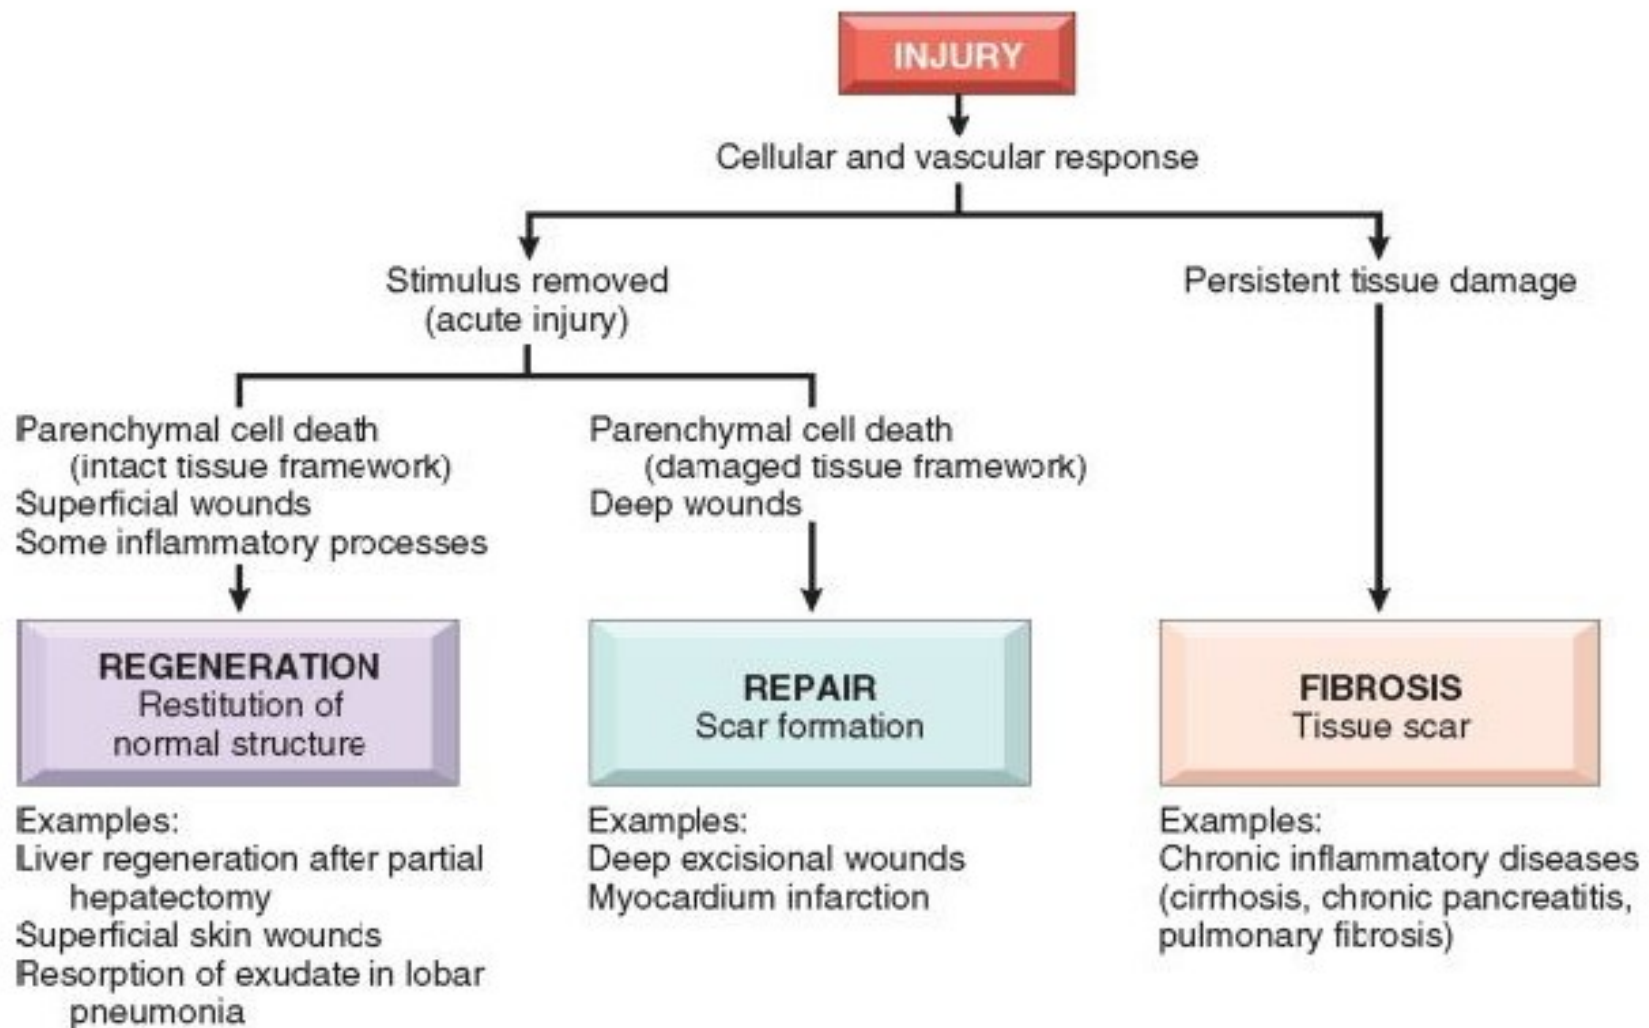 INJURY
Cellular and vascular response
Stimulus removed
(acute injury)
Persistent tissue damage
Parenchymal cell death
(intact tissue framework)
Superficial wounds
Some inflammatory processes
Parenchymal cell death
(damaged tissue framework)
Deep wounds
REGENERATION
Restitution of
normal structure
REPAIR
Scar formation
FIBROSIS
Tissue scar
Examples:
Liver regeneration after partial
hepatectomy
Superficial skin wounds
Resorption of exudate in lobar
pneumonia
Examples:
Deep excisional wounds
Myocardium infarction
Examples:
Chronic inflammatory diseases
(cirrhosis, chronic pancreatitis,
pulmonary fibrosis)